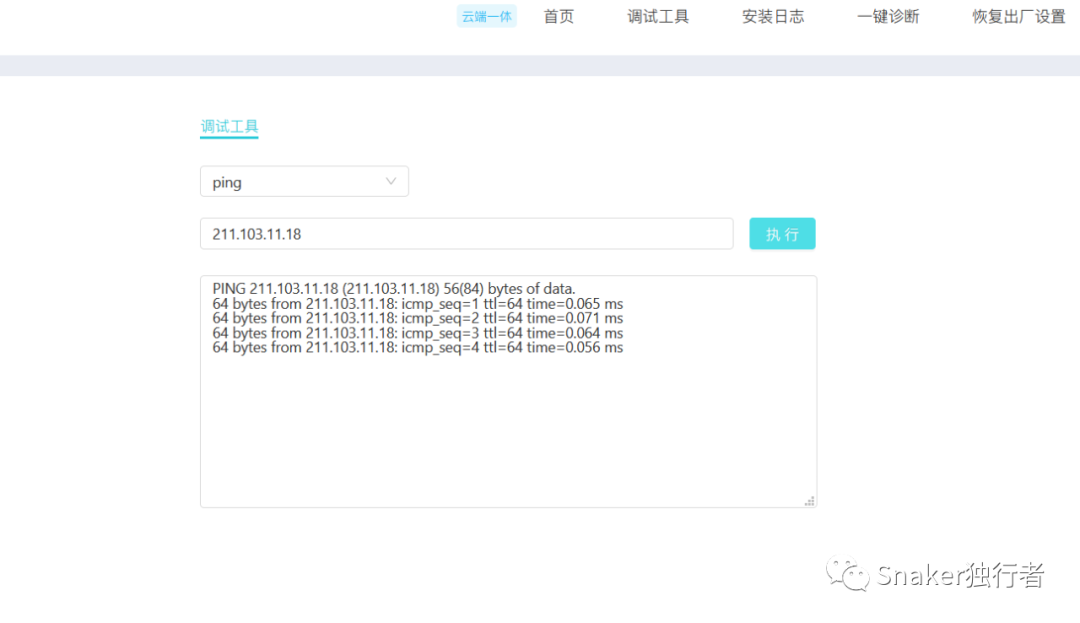 云端一体 首页 调试工具 安装日志 一键诊断 恢复出厂设置
调试工具
ping
211.103.11.18 执 行
PING 211.103.11.18 (211.103.11.18) 56(84) bytes of data.
64 bytes from 211.103.11.18: icmp_seq=1 ttl=64 time=0.065 ms
64 bytes from 211.103.11.18: icmp_seq=2 ttl=64 time=0.071 ms
64 bytes from 211.103.11.18: icmp_seq=3 ttl=64 time=0.064 ms
64 bytes from 211.103.11.18: icmp_seq=4 ttl=64 time=0.056 ms
Snaker独行者